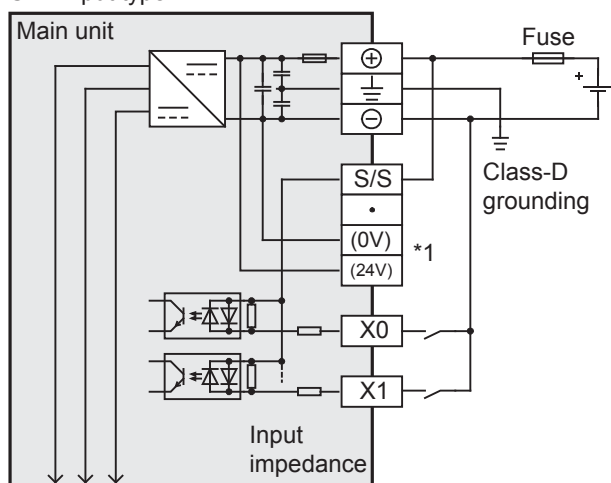 Main unit
Fuse
+
S/S
•
(0V)
*1
(24V)
Class-D
grounding
X0
X1
Input
impedance